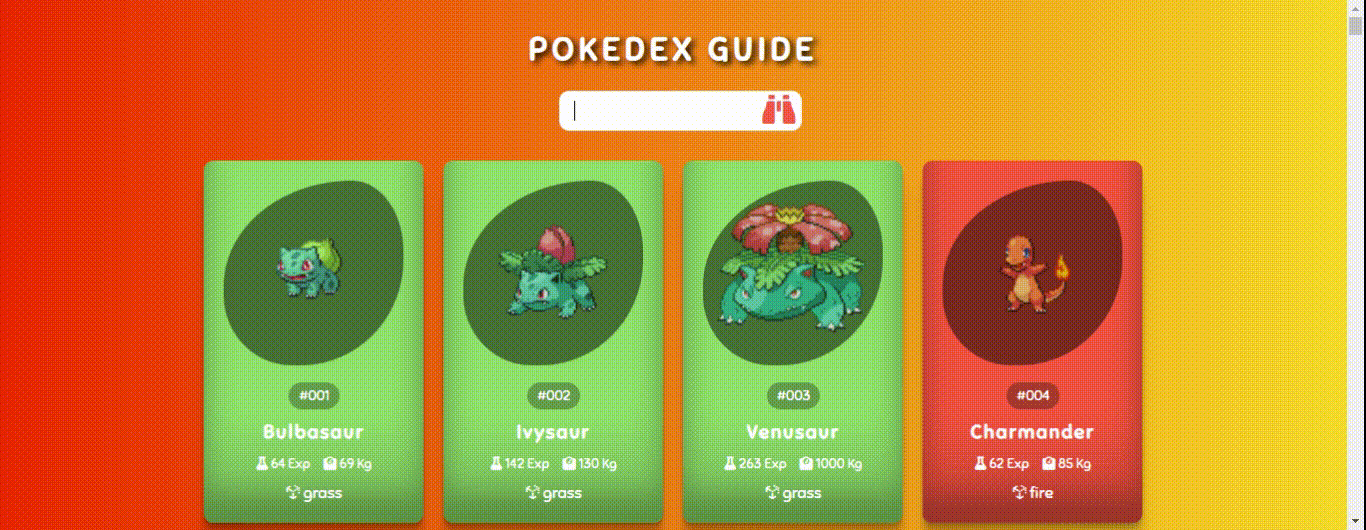 POKEDEX GUIDE
#001
Bulbasaur
64 Exp 69 Kg
grass
#002
Ivysaur
142 Exp 130 Kg
grass
#003
Venusaur
263 Exp 1000 Kg
grass
#004
Charmander
62 Exp 85 Kg
fire